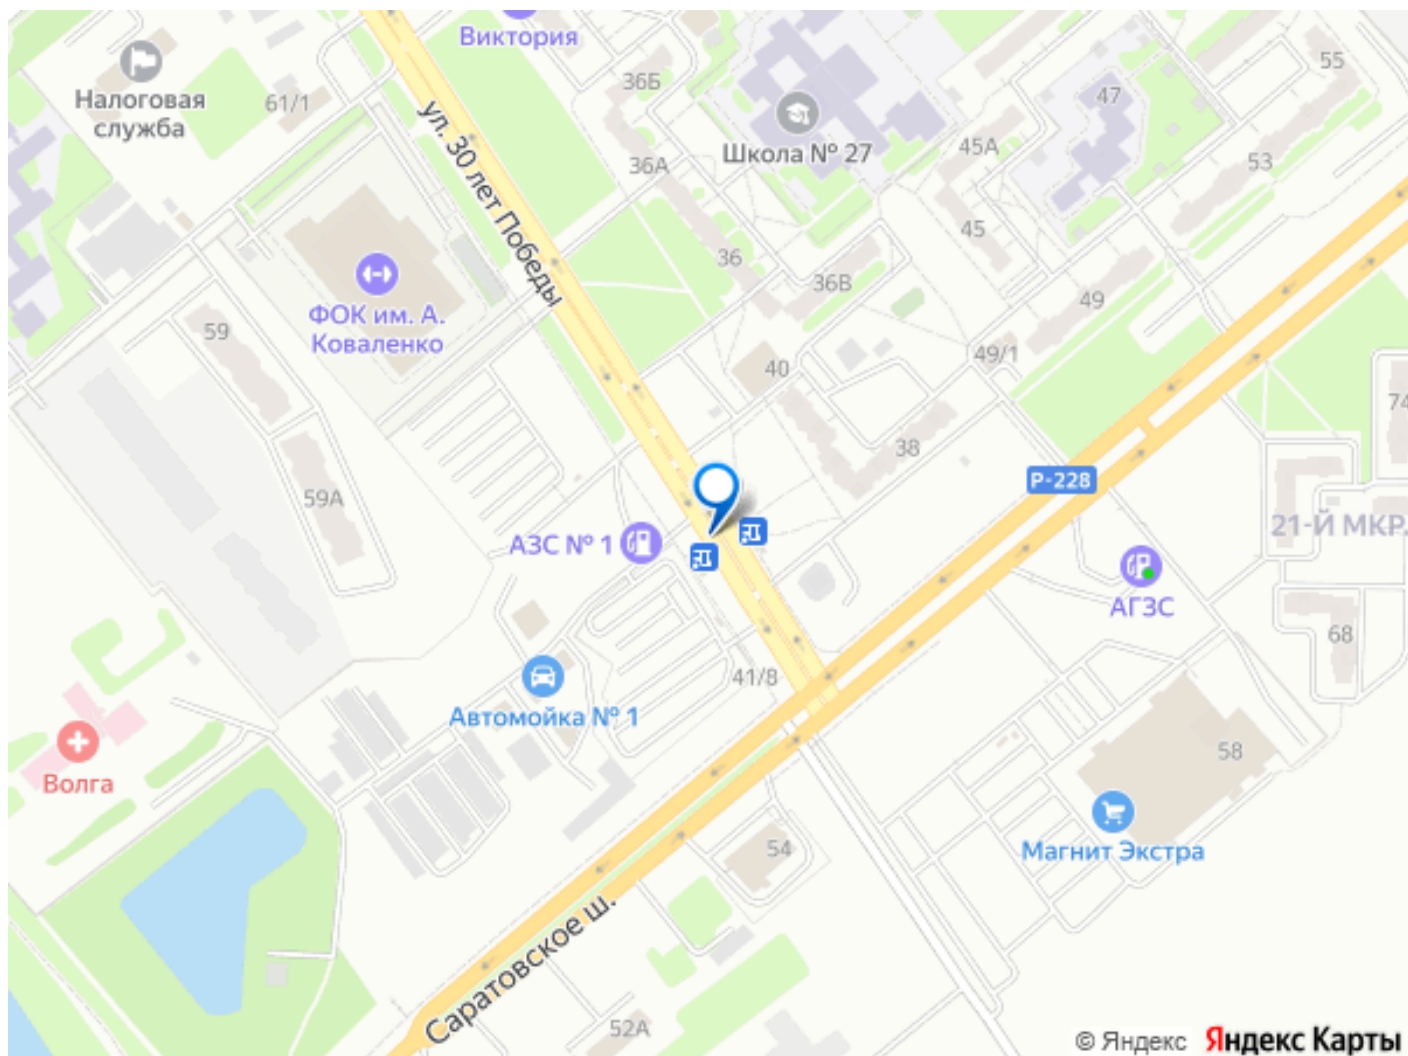 Виктория
Налоговая
служба
61/1
36Б
55
47
Школа № 27
45А
53
36А
ул. 30 лет Победы
45
36
36В
49
ФОК им. А.
Коваленко
59
49/1
40
74
38
Р-228
59А
21-Й МКР.
АЗС № 1
АГЗС
68
41/8
Автомойка № 1
58
Волга
54
Магнит Экстра
Саратовское ш.
52А
© Яндекс Яндекс Карты